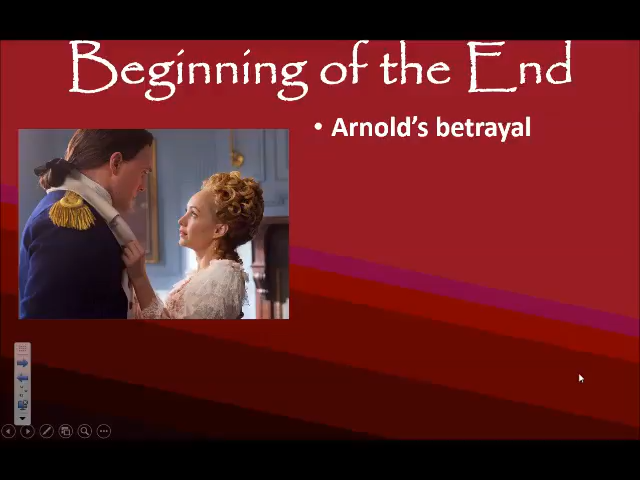 Beginning of the End
• Arnold's betrayal